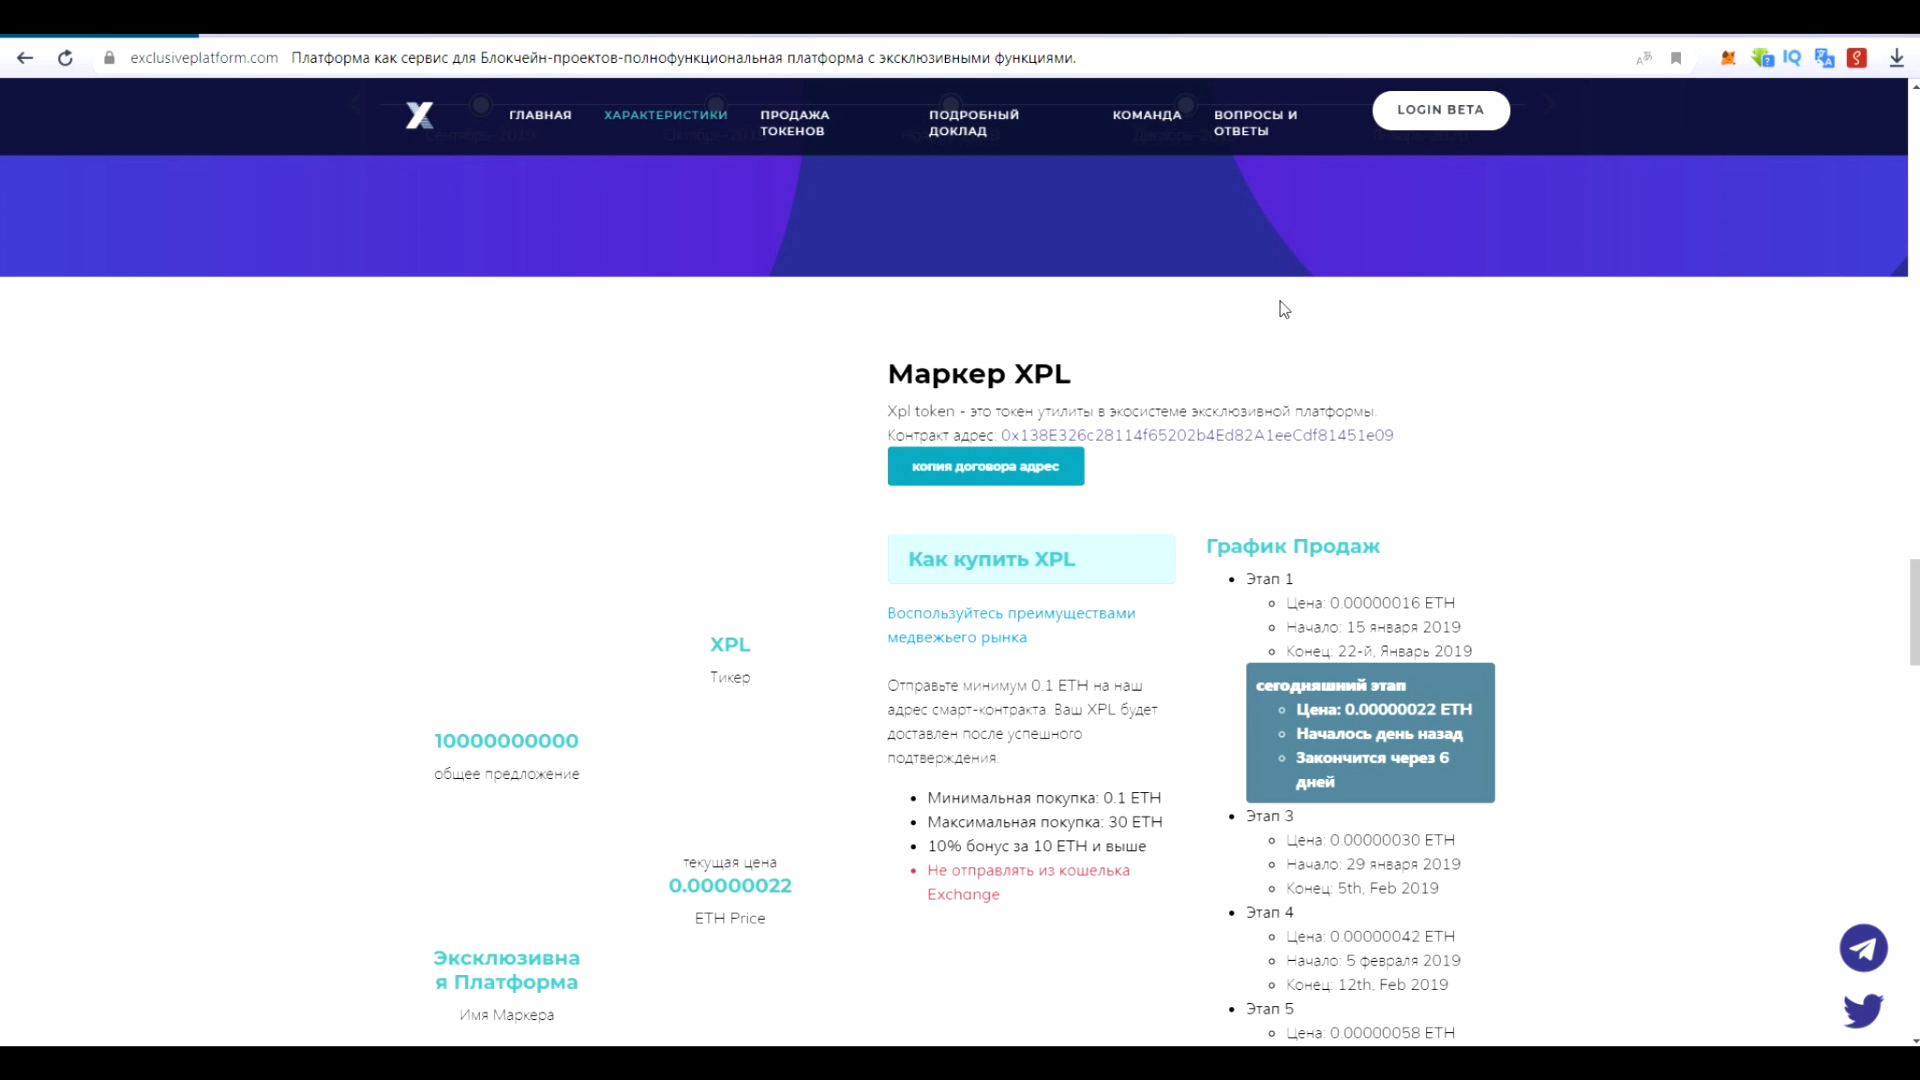 exclusiveplatform.com Платформа как сервис для Блокчейн-проектов-полнофункциональная платформа с эксклюзивными функциями.
ГЛАВНАЯ ХАРАКТЕРИСТИКИ ПРОДАЖА ТОКЕНОВ ПОДРОБНЫЙ ДОКЛАД КОМАНДА ВОПРОСЫ И ОТВЕТЫ LOGIN BETA
Маркер XPL
Xpl token - это токен утилиты в экосистеме эксклюзивной платформы.
Контракт адрес: 0x138E326c28114f65202b4Ed82A1eeCdf81451e09
копия договора адрес
XPL
Тикер
10000000000
общее предложение
текущая цена
0.00000022
ETH Price
Эксклюзивна
я Платформа
Имя Маркера
Как купить XPL
Воспользуйтесь преимуществами
медвежьего рынка
Отправьте минимум 0.1 ETH на наш
адрес смарт-контракта. Ваш XPL будет
доставлен после успешного
подтверждения.
Минимальная покупка: 0.1 ETH
Максимальная покупка: 30 ETH
10% бонус за 10 ETH и выше
Не отправлять из кошелька
Exchange
График Продаж
Этап 1
Цена: 0.00000016 ETH
Начало: 15 января 2019
Конец: 22-й, Январь 2019
сегодняшний этап
Цена: 0.00000022 ETH
Началось день назад
Закончится через 6
дней
Этап 3
Цена: 0.00000030 ETH
Начало: 29 января 2019
Конец: 5th, Feb 2019
Этап 4
Цена: 0.00000042 ETH
Начало: 5 февраля 2019
Конец: 12th, Feb 2019
Этап 5
Цена: 0.00000058 ETH